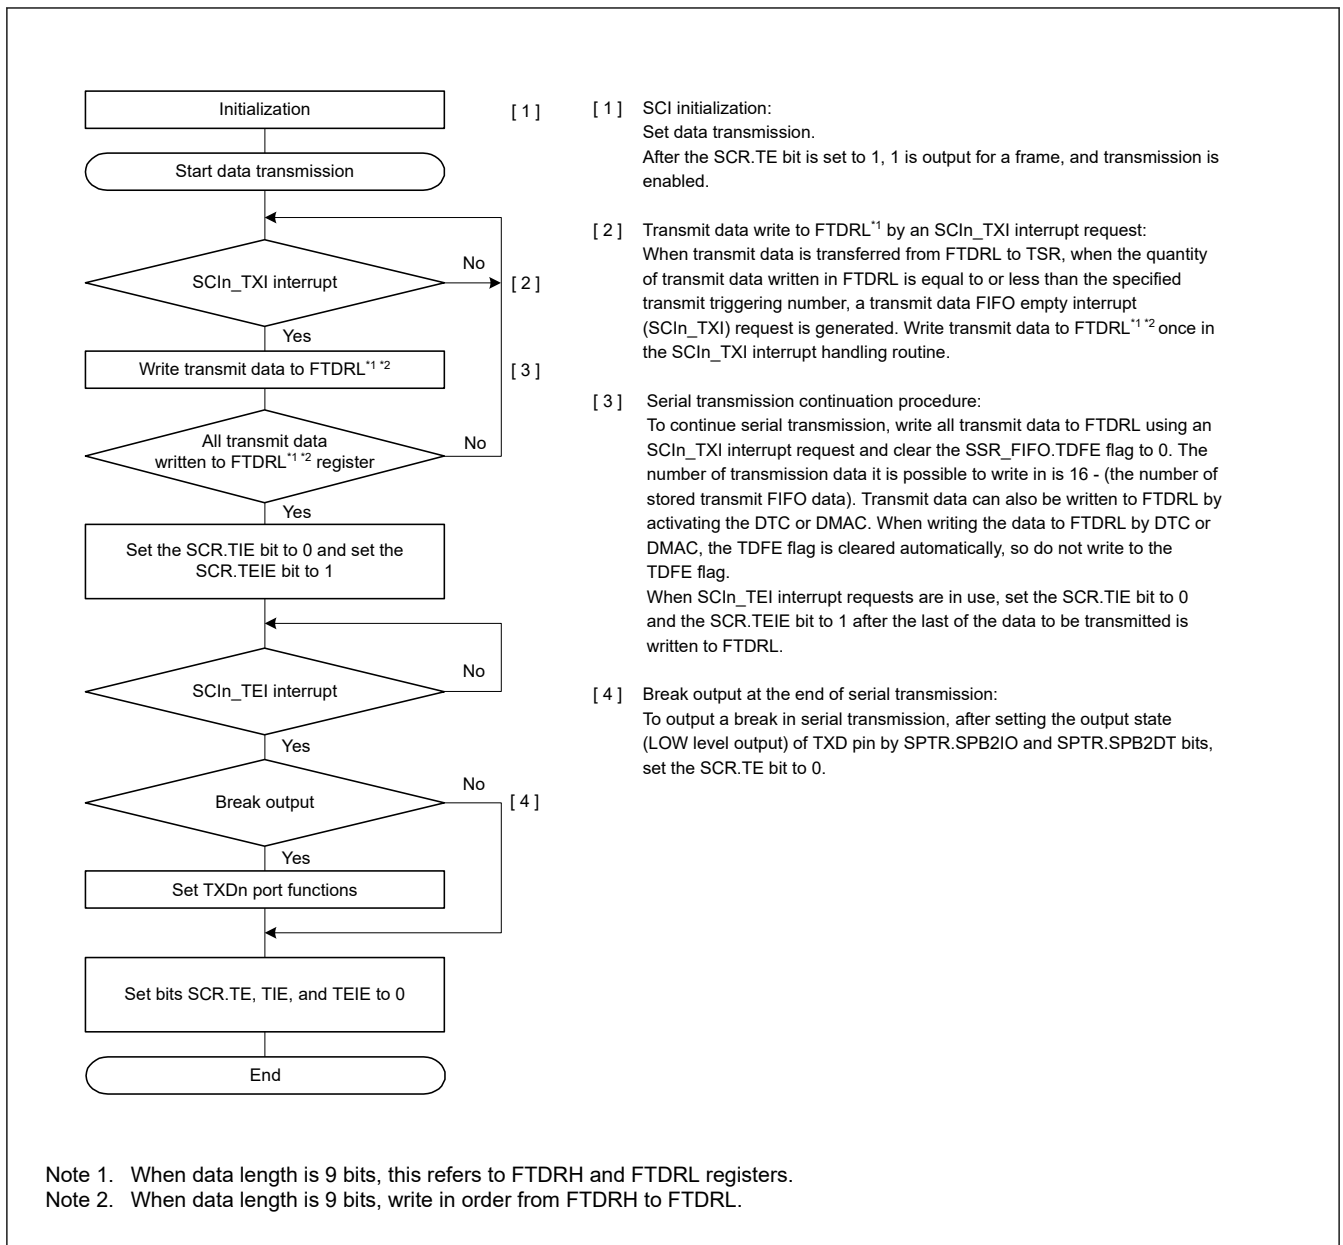 Initialization
[ 1 ]
Start data transmission
SCIn_TXI interrupt
No
[ 2 ]
Yes
Write transmit data to FTDRL*1 *2
[ 3 ]
All transmit data
written to FTDRL*1 *2 register
No
Yes
Set the SCR.TIE bit to 0 and set the
SCR.TEIE bit to 1
SCIn_TEI interrupt
No
Yes
Break output
No
[ 4 ]
Yes
Set TXDn port functions
Set bits SCR.TE, TIE, and TEIE to 0
End
[ 1 ] SCI initialization:
Set data transmission.
After the SCR.TE bit is set to 1, 1 is output for a frame, and transmission is
enabled.
[ 2 ] Transmit data write to FTDRL*1 by an SCIn_TXI interrupt request:
When transmit data is transferred from FTDRL to TSR, when the quantity
of transmit data written in FTDRL is equal to or less than the specified
transmit triggering number, a transmit data FIFO empty interrupt
(SCIn_TXI) request is generated. Write transmit data to FTDRL*1 *2 once in
the SCIn_TXI interrupt handling routine.
[ 3 ] Serial transmission continuation procedure:
To continue serial transmission, write all transmit data to FTDRL using an
SCIn_TXI interrupt request and clear the SSR_FIFO.TDFE flag to 0. The
number of transmission data it is possible to write in is 16 - (the number of
stored transmit FIFO data). Transmit data can also be written to FTDRL by
activating the DTC or DMAC. When writing the data to FTDRL by DTC or
DMAC, the TDFE flag is cleared automatically, so do not write to the
TDFE flag.
When SCIn_TEI interrupt requests are in use, set the SCR.TIE bit to 0
and the SCR.TEIE bit to 1 after the last of the data to be transmitted is
written to FTDRL.
[ 4 ] Break output at the end of serial transmission:
To output a break in serial transmission, after setting the output state
(LOW level output) of TXD pin by SPTR.SPB2IO and SPTR.SPB2DT bits,
set the SCR.TE bit to 0.
Note 1. When data length is 9 bits, this refers to FTDRH and FTDRL registers.
Note 2. When data length is 9 bits, write in order from FTDRH to FTDRL.